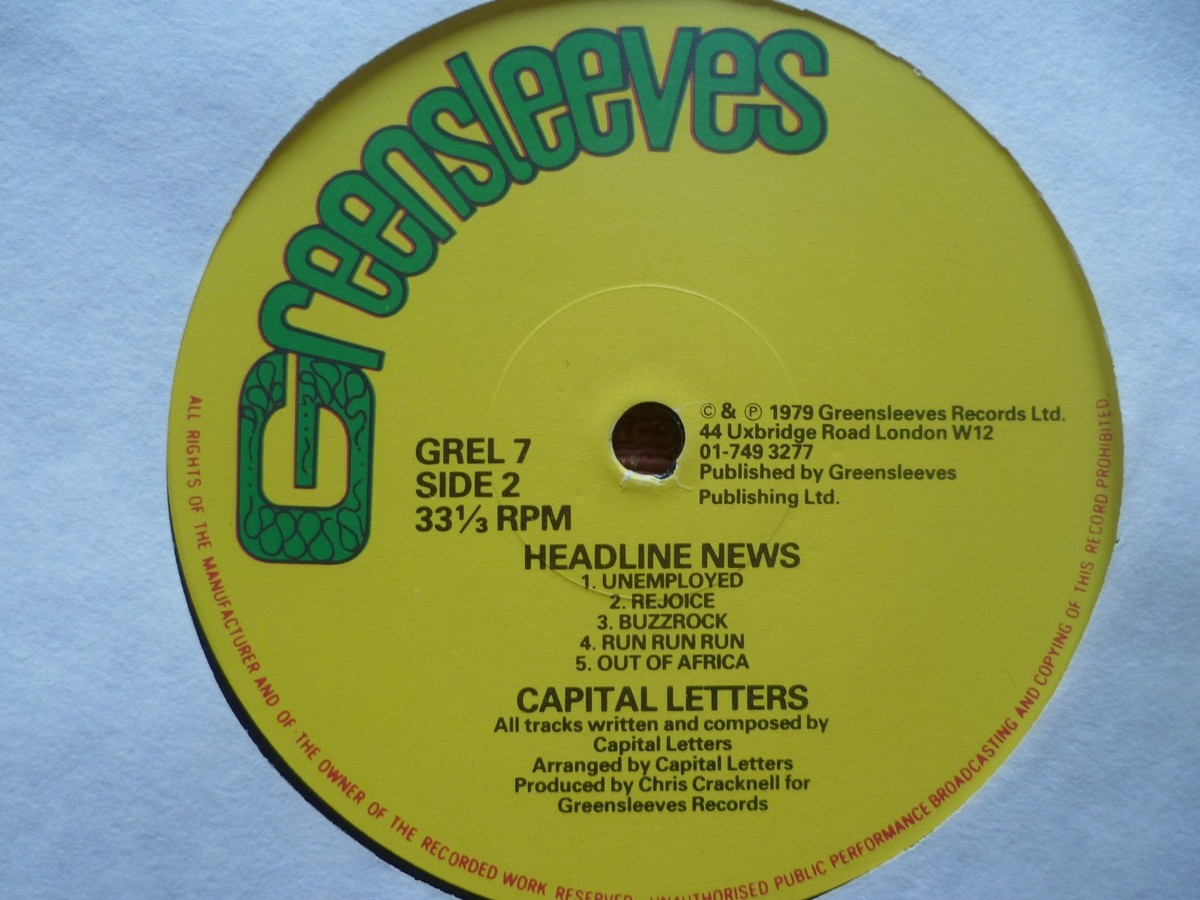 Greensleeves
GREL 7
SIDE 2
33⅓ RPM
© & ℗ 1979 Greensleeves Records Ltd.
44 Uxbridge Road London W12
01-749 3277
Published by Greensleeves
Publishing Ltd.
HEADLINE NEWS
1. UNEMPLOYED
2. REJOICE
3. BUZZROCK
4. RUN RUN RUN
5. OUT OF AFRICA
CAPITAL LETTERS
All tracks written and composed by
Capital Letters
Arranged by Capital Letters
Produced by Chris Cracknell for
Greensleeves Records
ALL RIGHTS OF THE MANUFACTURER AND OF THE OWNER OF THE RECORDED WORK RESERVED. UNAUTHORISED PUBLIC PERFORMANCE BROADCASTING AND COPYING OF THIS RECORD PROHIBITED.